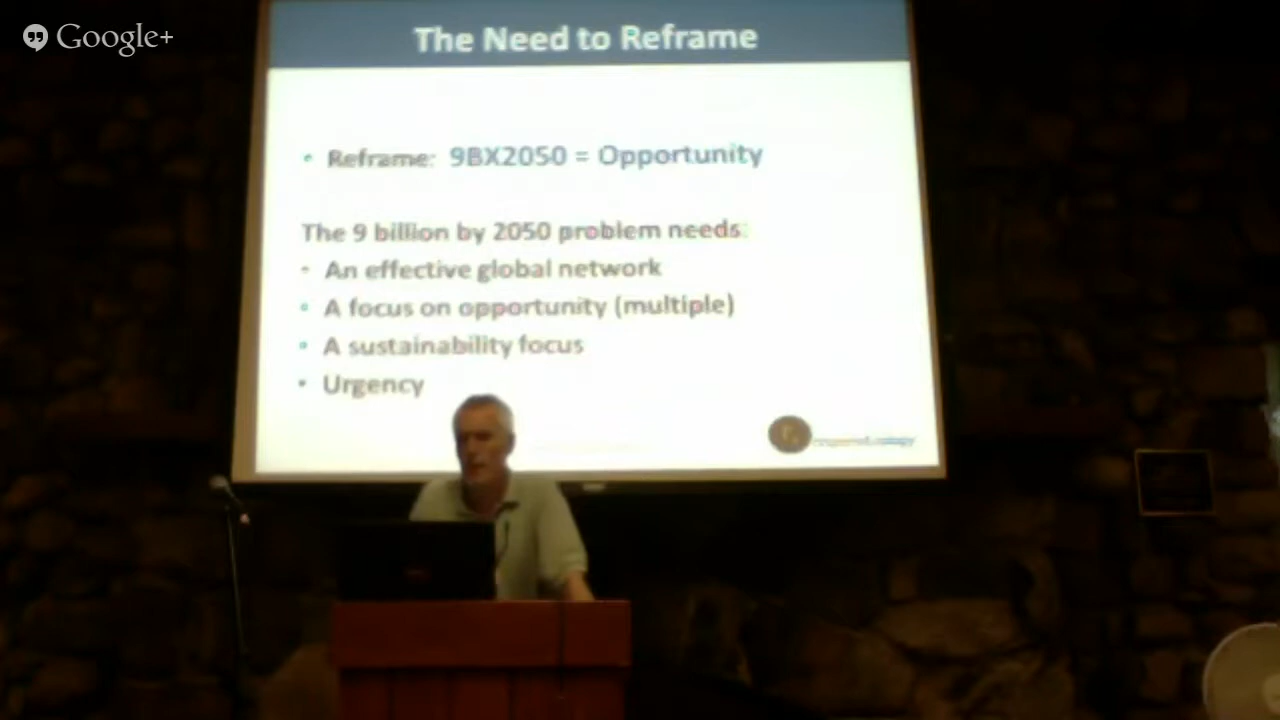 Google+
The Need to Reframe
• Reframe: 9BX2050 = Opportunity
The 9 billion by 2050 problem needs:
• An effective global network
• A focus on opportunity (multiple)
• A sustainability focus
• Urgency